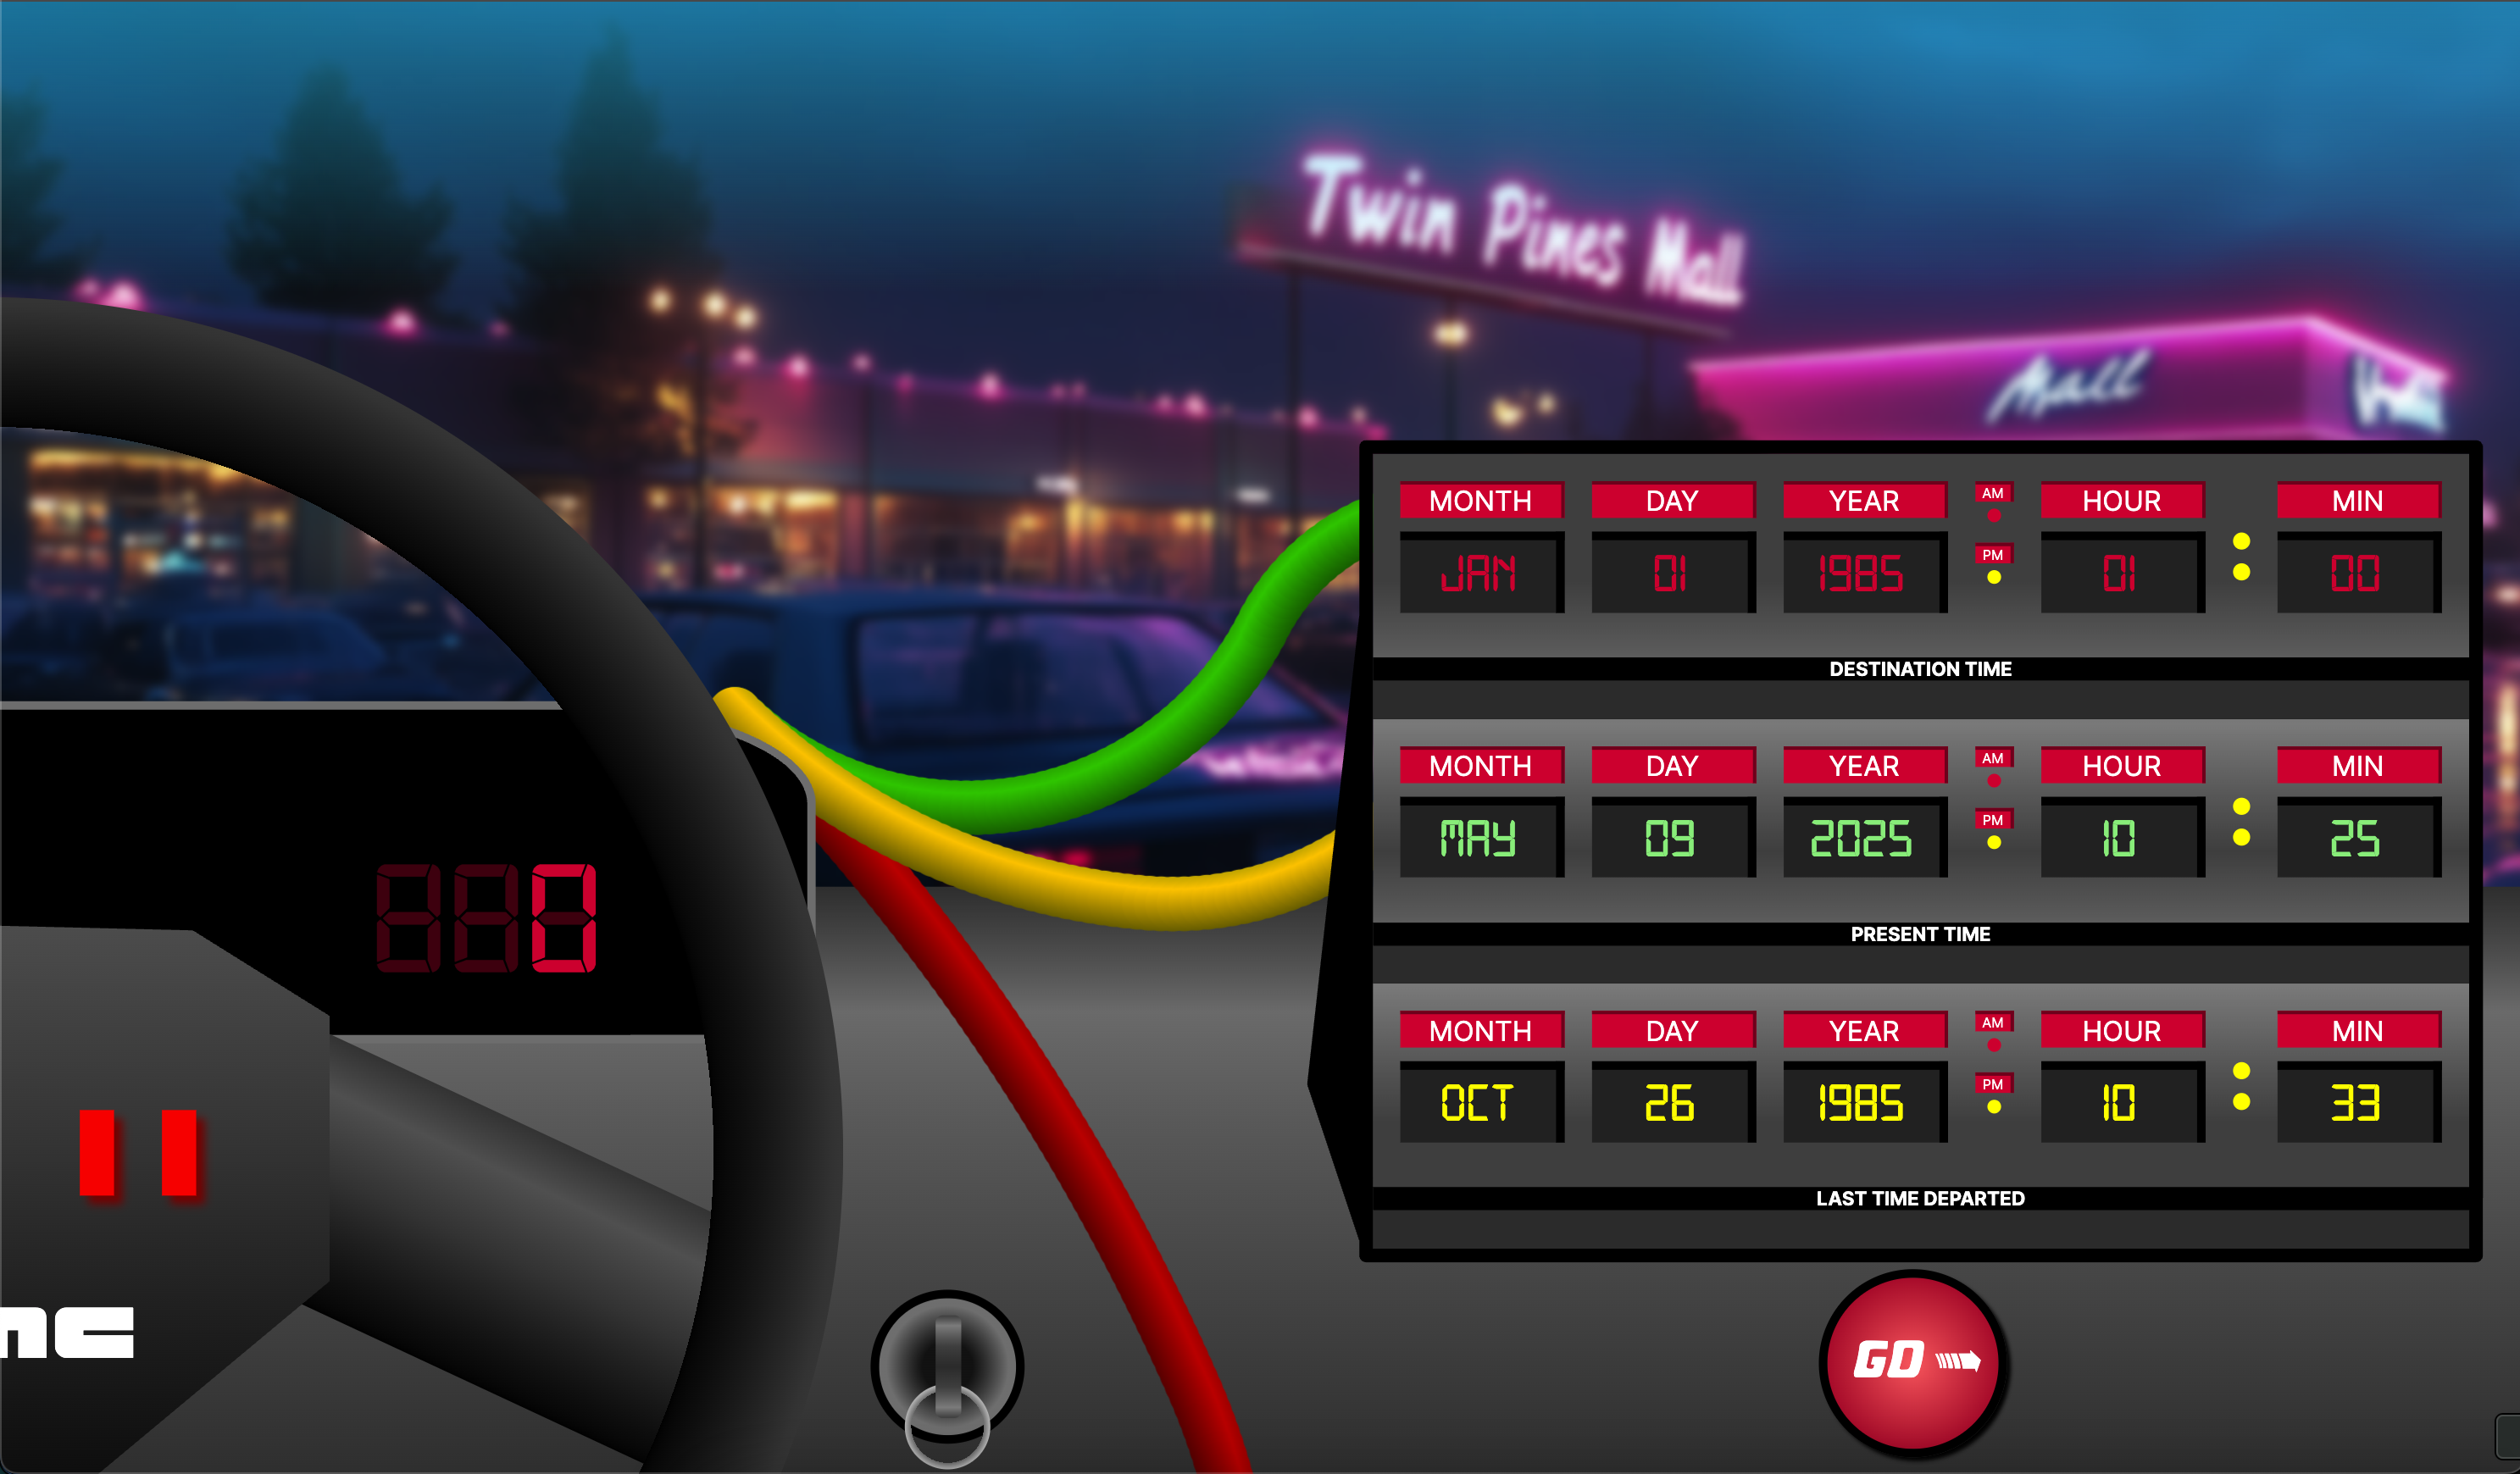 Twin Pines Mall
Mall
MONTH DAY YEAR AM HOUR MIN
JAN 01 1985 PM 01 : 00
DESTINATION TIME
MONTH DAY YEAR AM HOUR MIN
MAY 09 2025 PM 10 : 25
PRESENT TIME
MONTH DAY YEAR AM HOUR MIN
OCT 26 1985 PM 10 : 33
LAST TIME DEPARTED
0
mc
GO